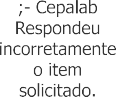 ;- Cepalab
Respondeu
incorretamente
o item
solicitado.